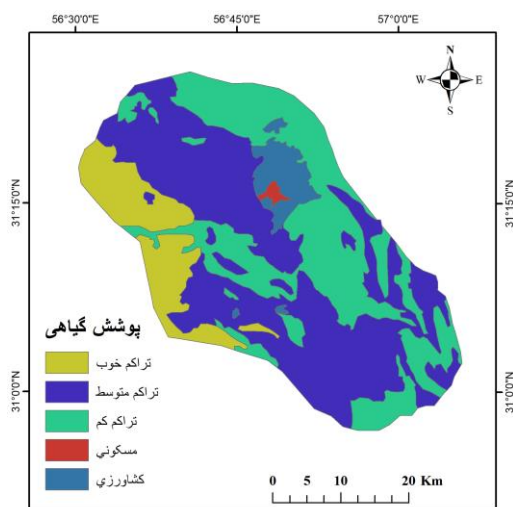 56°30'0"E 56°45'0"E 57°0'0"E
N
W E
S
31°15'0"N 31°15'0"N
31°0'0"N 31°0'0"N
پوشش گیاهی
تراکم خوب
تراکم متوسط
تراکم کم
مسکوني
کشاورزي
0 5 10 20 Km